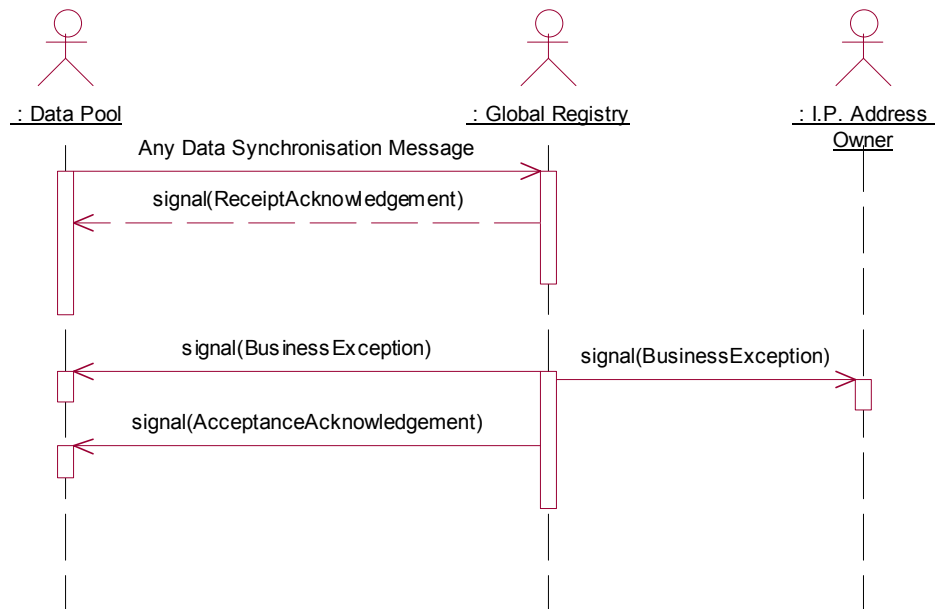 : Data Pool
: Global Registry
: I.P. Address
Owner
Any Data Synchronisation Message
signal(ReceiptAcknowledgement)
signal(BusinessException)
signal(BusinessException)
signal(AcceptanceAcknowledgement)